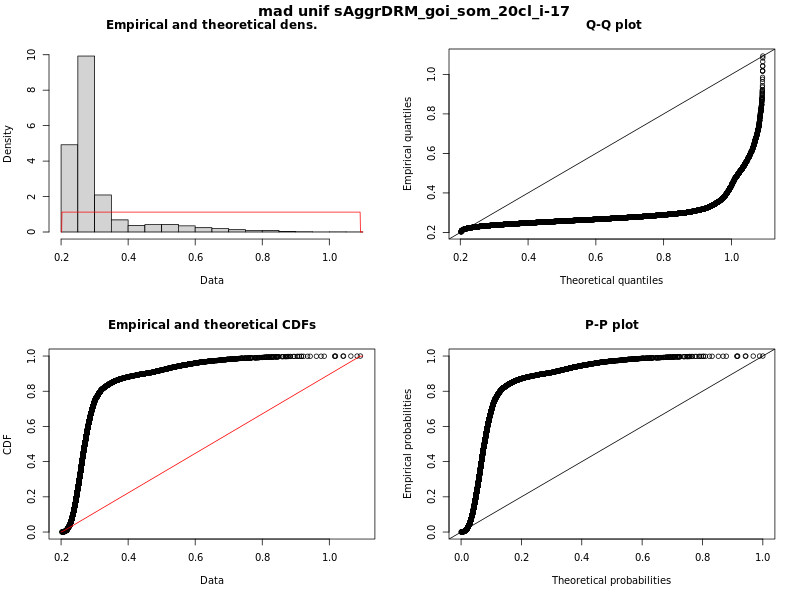 mad unif sAggrDRM_goi_som_20cl_i-17
Empirical and theoretical dens.
Density
0 2 4 6 8 10
0.2 0.4 0.6 0.8 1.0
Data
Q-Q plot
Empirical quantiles
0.2 0.4 0.6 0.8 1.0
0.2 0.4 0.6 0.8 1.0
Theoretical quantiles
Empirical and theoretical CDFs
CDF
0.0 0.2 0.4 0.6 0.8 1.0
0.2 0.4 0.6 0.8 1.0
Data
P-P plot
Empirical probabilities
0.0 0.2 0.4 0.6 0.8 1.0
0.0 0.2 0.4 0.6 0.8 1.0
Theoretical probabilities